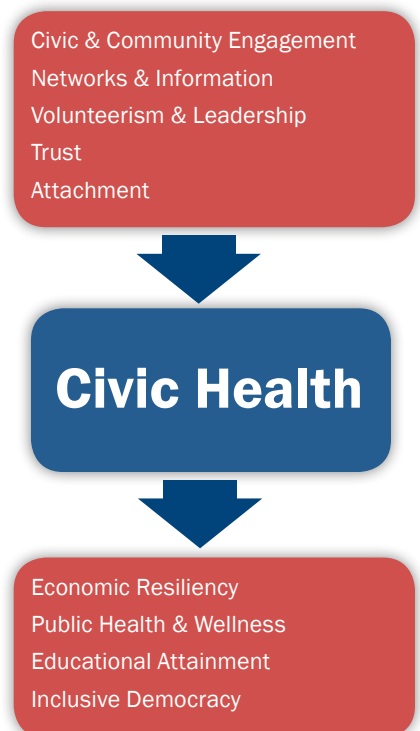 Civic & Community Engagement
Networks & Information
Volunteerism & Leadership
Trust
Attachment
Civic Health
Economic Resiliency
Public Health & Wellness
Educational Attainment
Inclusive Democracy